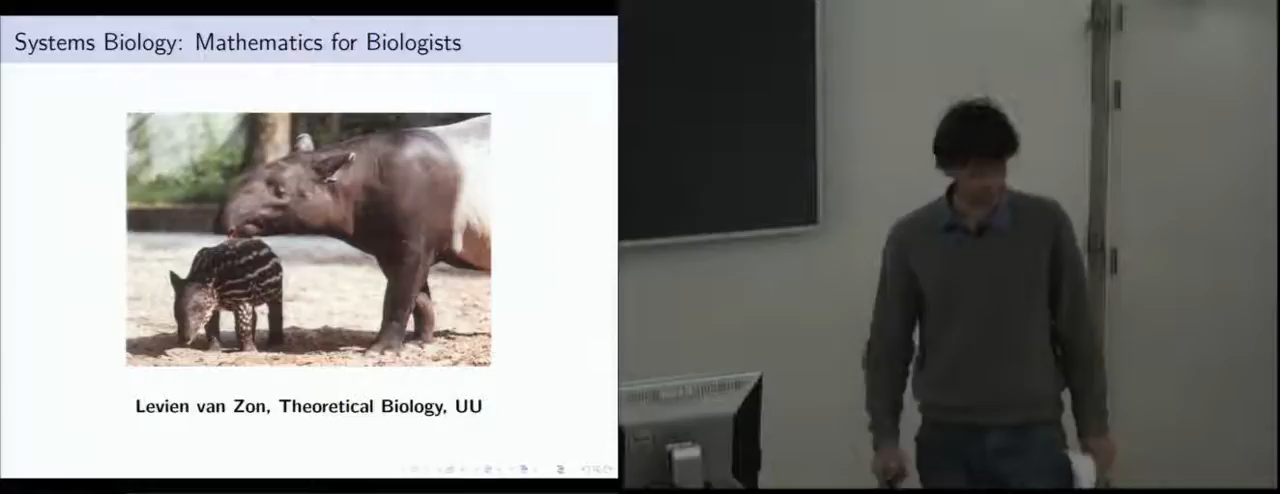 Systems Biology: Mathematics for Biologists
Levien van Zon, Theoretical Biology, UU